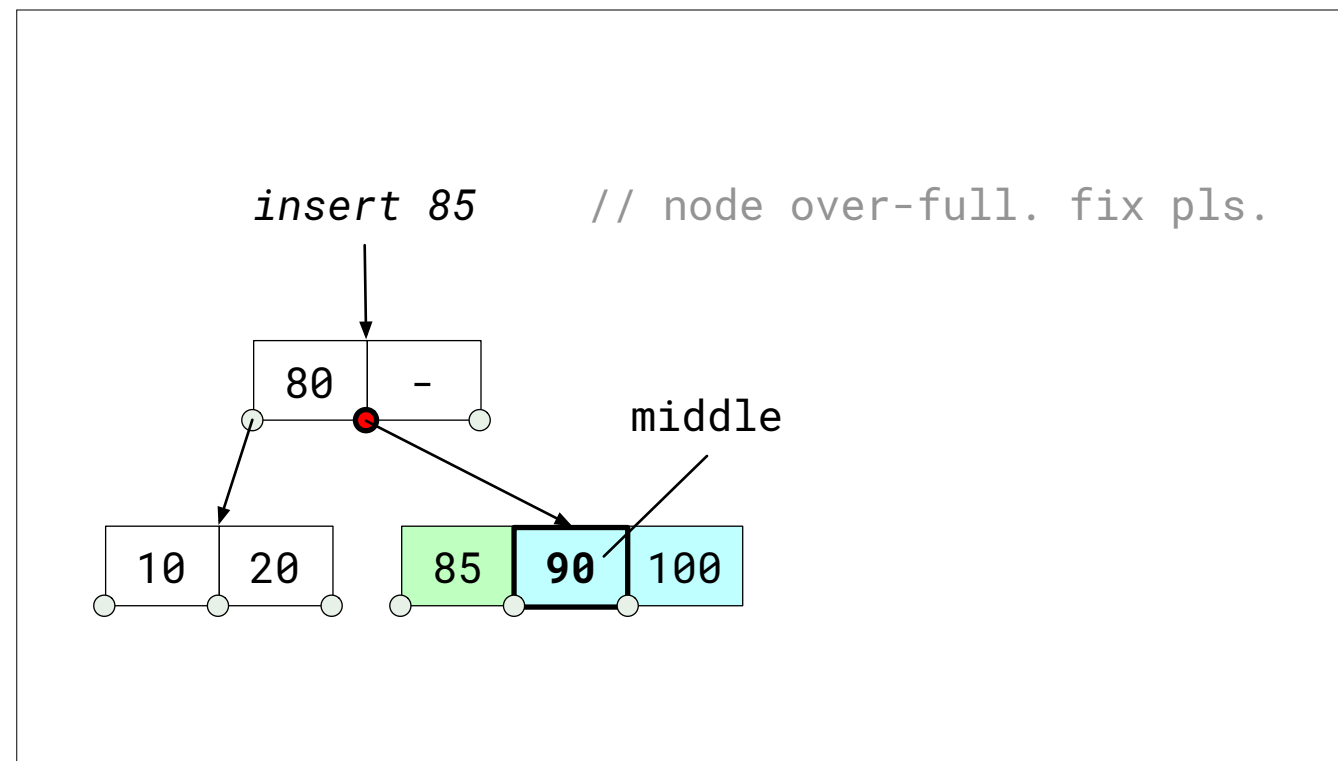 insert 85 // node over-full. fix pls.
80 -
middle
10 20 85 90 100